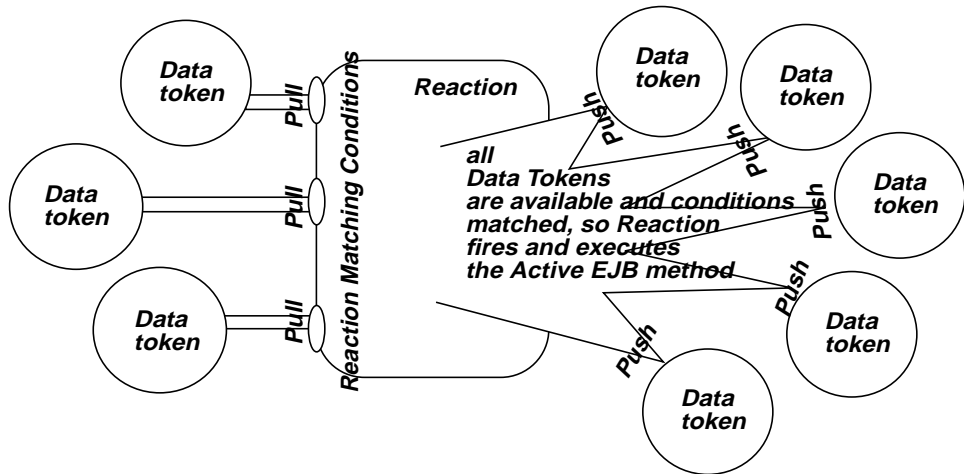 Data
token
Pull
Data
token
Pull
Data
token
Pull
Reaction Matching Conditions
Reaction
all
Data Tokens
are available and conditions
matched, so Reaction
fires and executes
the Active EJB method
Push
Data
token
Push
Data
token
Push
Data
token
Push
Data
token
Push
Data
token